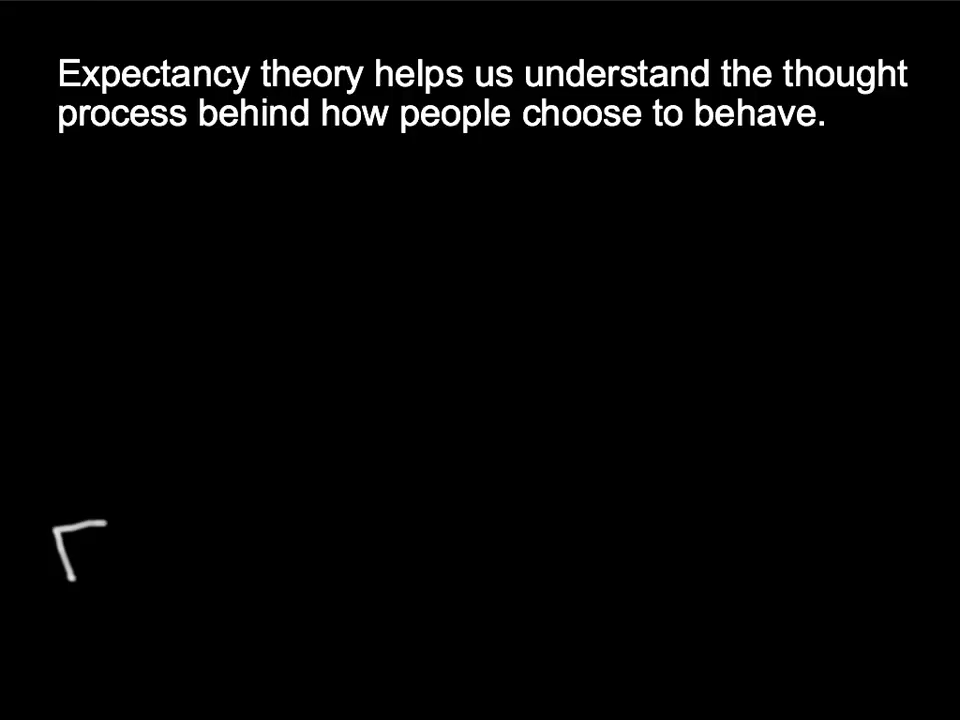 Expectancy theory helps us understand the thought
process behind how people choose to behave.